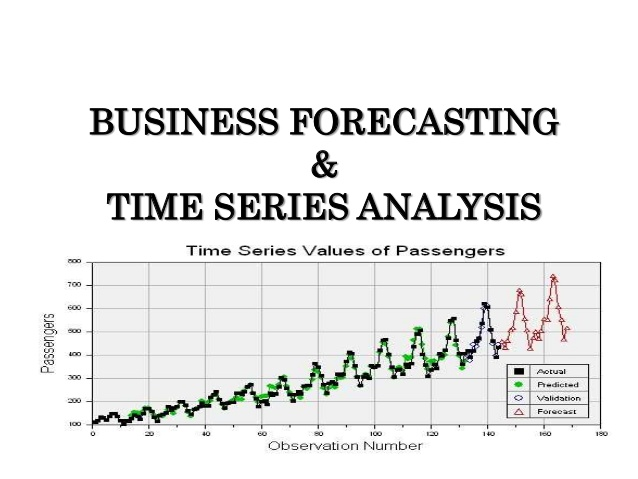 BUSINESS FORECASTING
&
TIME SERIES ANALYSIS
Time Series Values of Passengers
800
700
600
500
400
300
200
100
Passengers
Actual
Predicted
Validation
Forecast
0 20 40 60 80 100 120 140 160 180
Observation Number